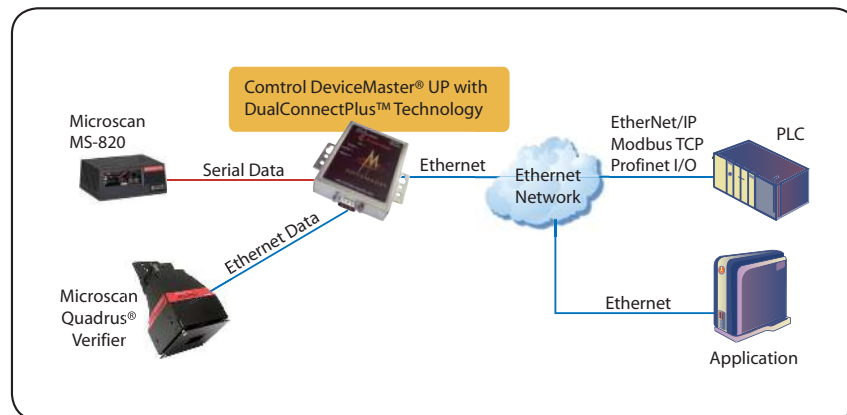 Comtrol DeviceMaster® UP with
DualConnectPlus™ Technology
Microscan
MS-820
Serial Data
Ethernet
Ethernet
Network
EtherNet/IP
Modbus TCP
Profinet I/O
PLC
Ethernet Data
Microscan
Quadrus®
Verifier
Ethernet
Application